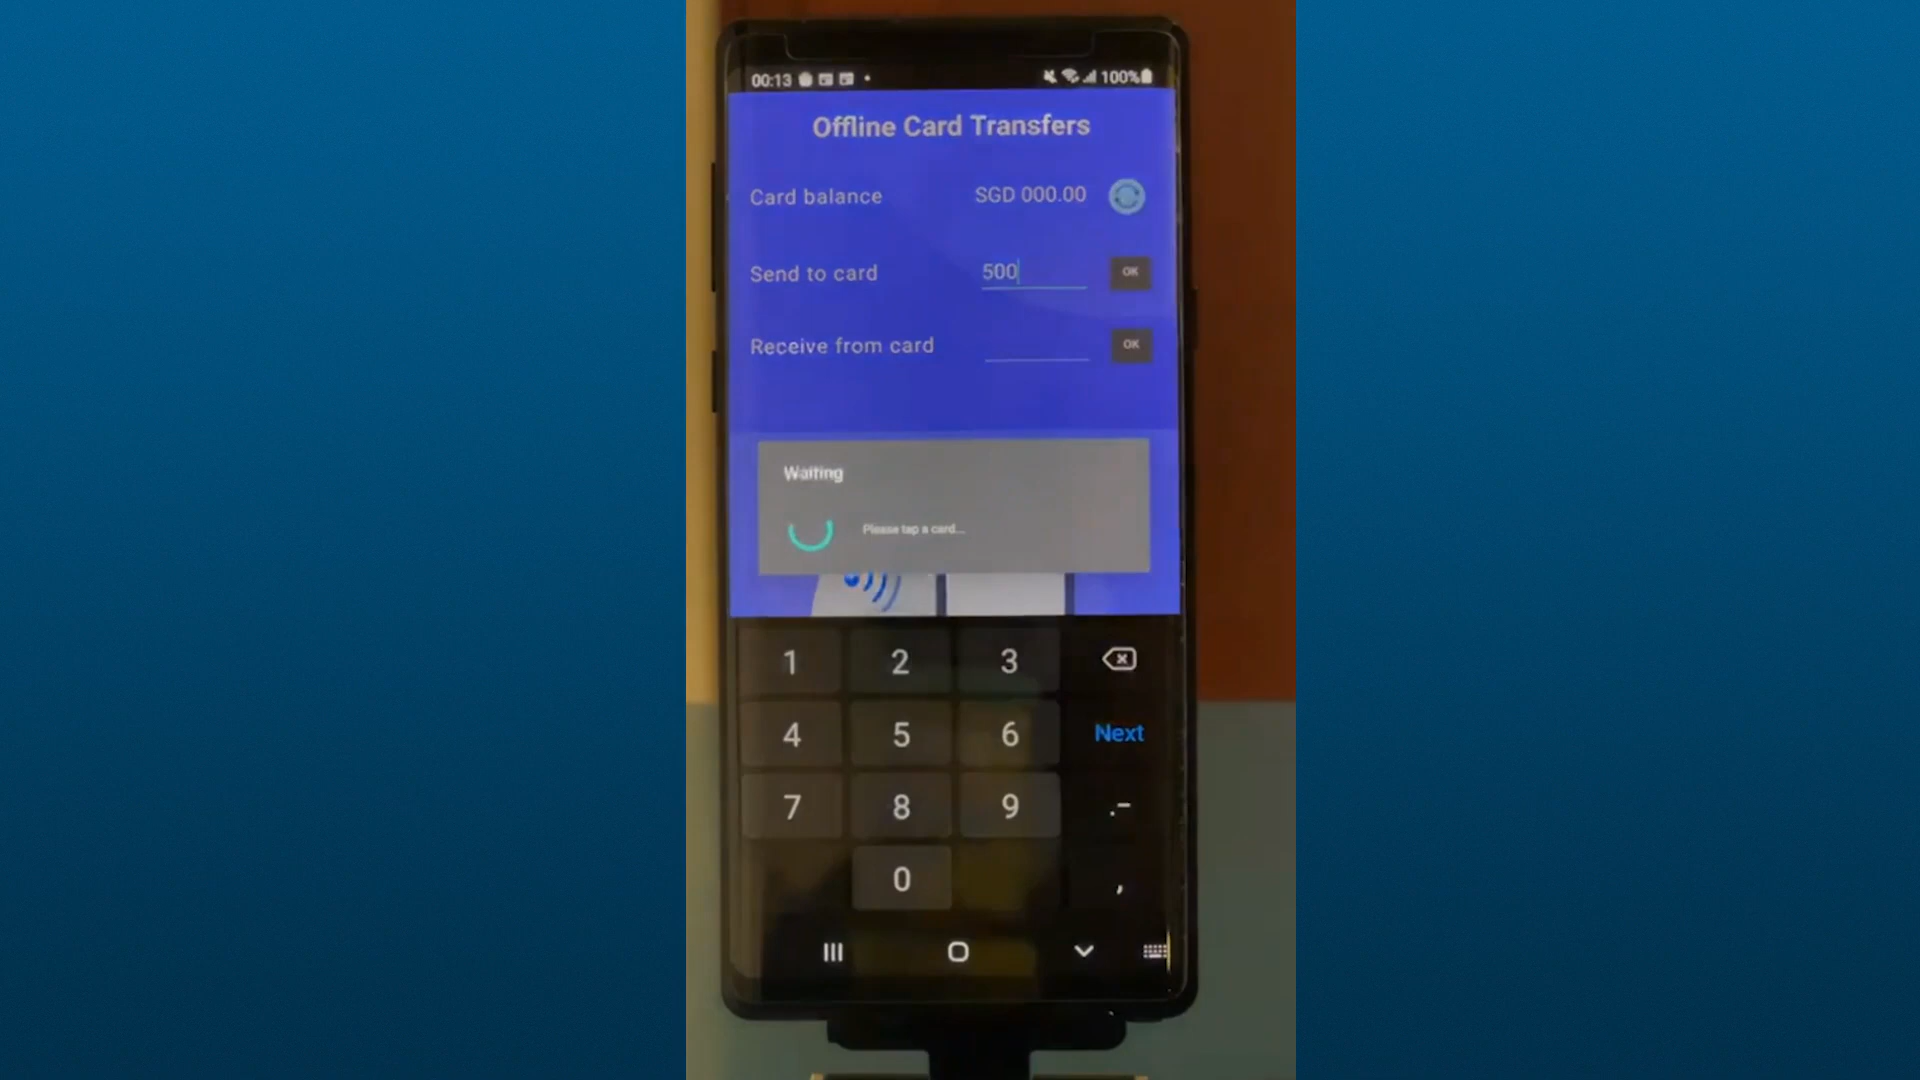 00:13
100%
Offline Card Transfers
Card balance SGD 000.00
Send to card 500 OK
Receive from card OK
Waiting
Please tap a card...
1 2 3
4 5 6 Next
7 8 9 .-
0 ,